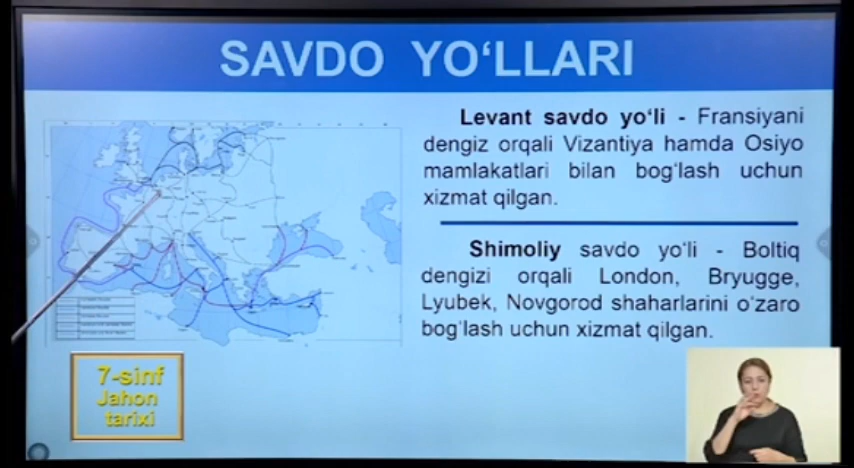 SAVDO YO‘LLARI
Levant savdo yo‘li - Fransiyani
dengiz orqali Vizantiya hamda Osiyo
mamlakatlari bilan bog‘lash uchun
xizmat qilgan.
Shimoliy savdo yo‘li - Boltiq
dengizi orqali London, Bryugge,
Lyubek, Novgorod shaharlarini o‘zaro
bog‘lash uchun xizmat qilgan.
7-sinf
Jahon
tarixi